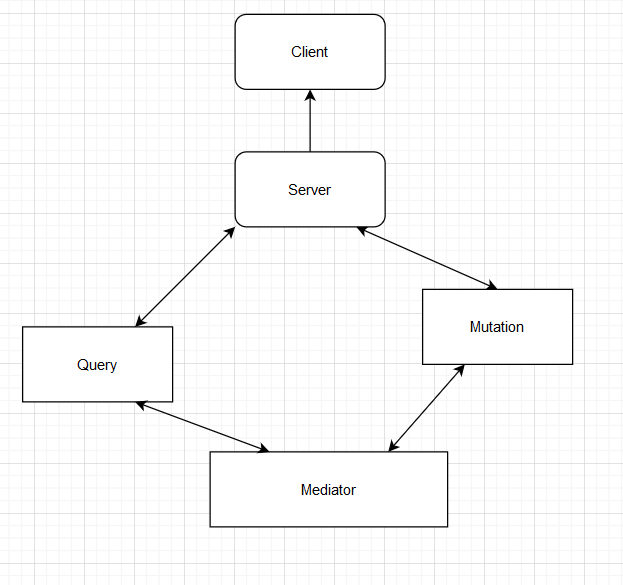 Client
Server
Mutation
Query
Mediator